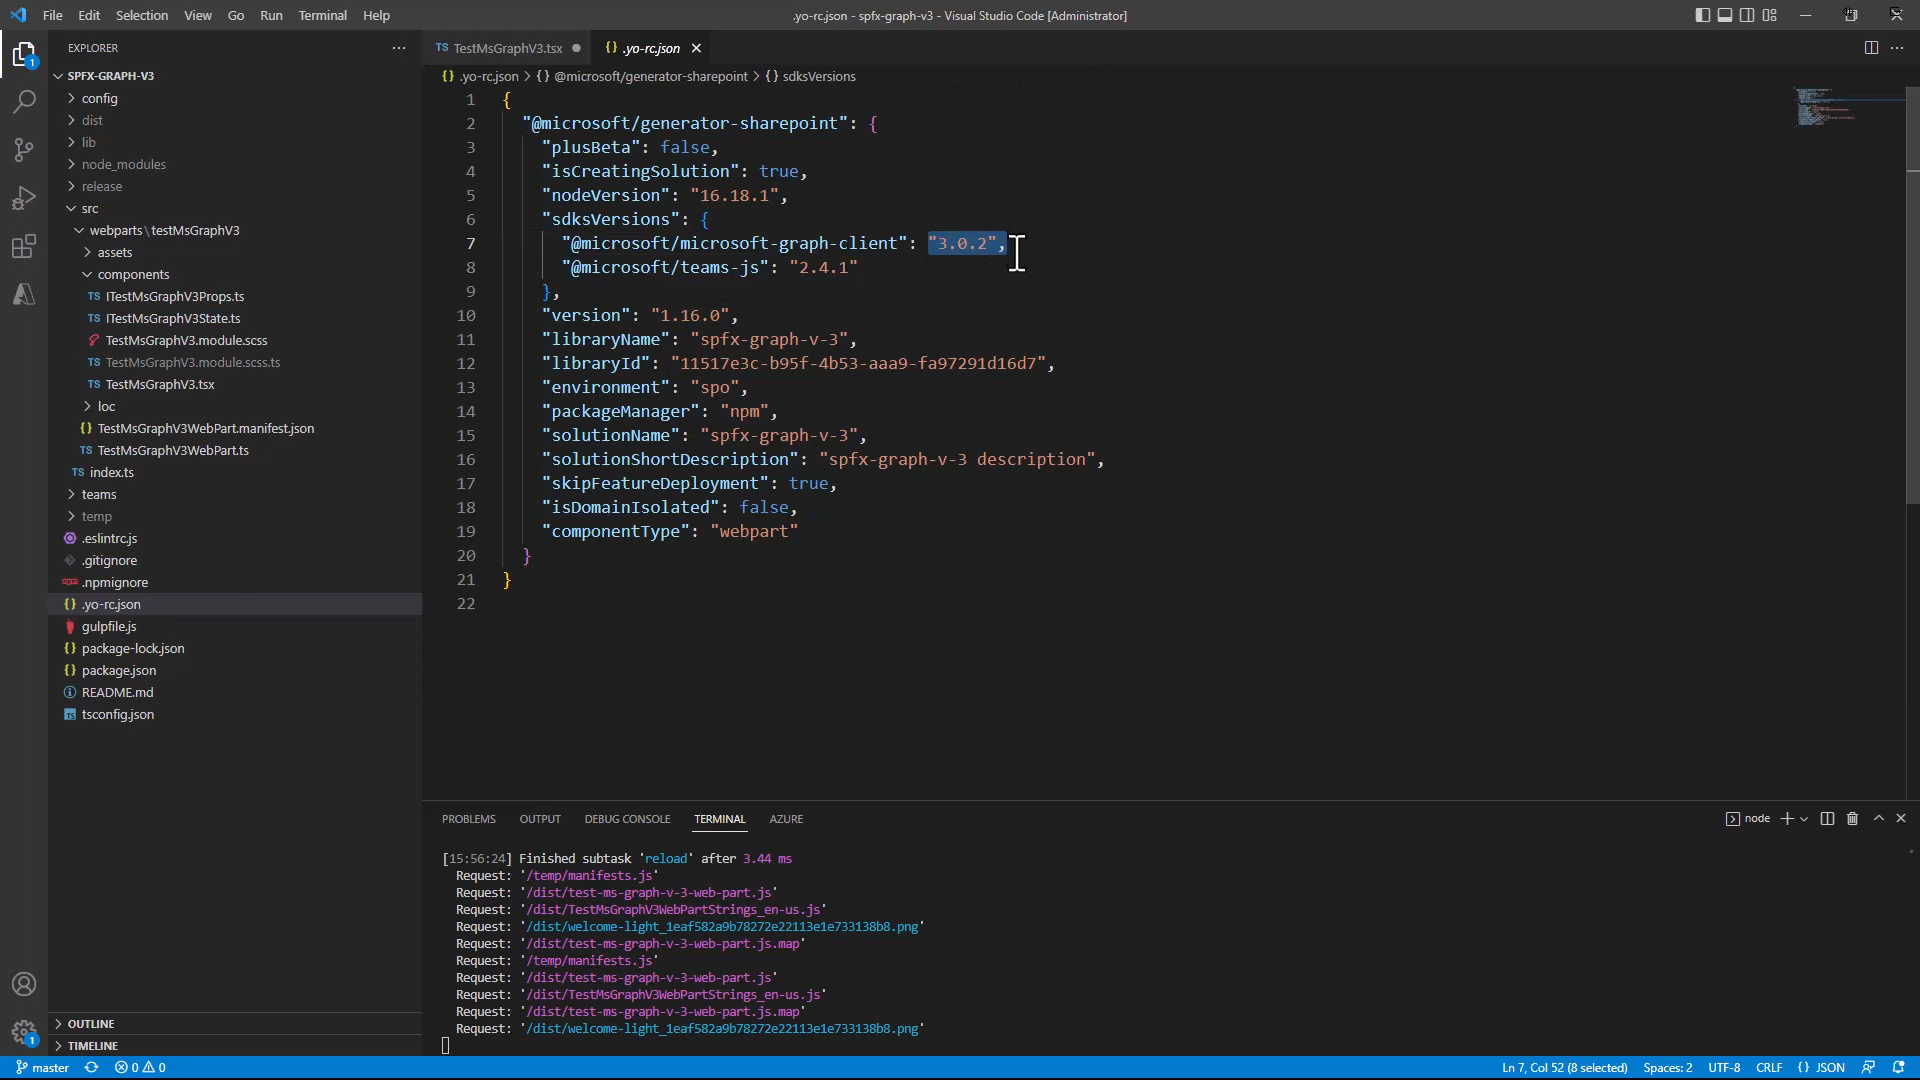 File Edit Selection View Go Run Terminal Help
.yo-rc.json - spfx-graph-v3 - Visual Studio Code [Administrator]
EXPLORER
SPFX-GRAPH-V3
config
dist
lib
node_modules
release
src
webparts\testMsGraphV3
assets
components
TS ITestMsGraphV3Props.ts
TS ITestMsGraphV3State.ts
TestMsGraphV3.module.scss
TS TestMsGraphV3.module.scss.ts
TS TestMsGraphV3.tsx
loc
{} TestMsGraphV3WebPart.manifest.json
TS TestMsGraphV3WebPart.ts
TS index.ts
teams
temp
.eslintrc.js
.gitignore
.npmignore
{} .yo-rc.json
gulpfile.js
{} package-lock.json
{} package.json
README.md
tsconfig.json
OUTLINE
TIMELINE
TS TestMsGraphV3.tsx
{} .yo-rc.json
{} .yo-rc.json > {} @microsoft/generator-sharepoint > {} sdksVersions
1 {
2 "@microsoft/generator-sharepoint": {
3 "plusBeta": false,
4 "isCreatingSolution": true,
5 "nodeVersion": "16.18.1",
6 "sdksVersions": {
7 "@microsoft/microsoft-graph-client": "3.0.2",
8 "@microsoft/teams-js": "2.4.1"
9 },
10 "version": "1.16.0",
11 "libraryName": "spfx-graph-v-3",
12 "libraryId": "11517e3c-b95f-4b53-aaa9-fa97291d16d7",
13 "environment": "spo",
14 "packageManager": "npm",
15 "solutionName": "spfx-graph-v-3",
16 "solutionShortDescription": "spfx-graph-v-3 description",
17 "skipFeatureDeployment": true,
18 "isDomainIsolated": false,
19 "componentType": "webpart"
20 }
21 }
22
PROBLEMS OUTPUT DEBUG CONSOLE TERMINAL AZURE
node
[15:56:24] Finished subtask 'reload' after 3.44 ms
Request: '/temp/manifests.js'
Request: '/dist/test-ms-graph-v-3-web-part.js'
Request: '/dist/TestMsGraphV3WebPartStrings_en-us.js'
Request: '/dist/welcome-light_1eaf582a9b78272e22113e1e733138b8.png'
Request: '/dist/test-ms-graph-v-3-web-part.js.map'
Request: '/temp/manifests.js'
Request: '/dist/test-ms-graph-v-3-web-part.js'
Request: '/dist/TestMsGraphV3WebPartStrings_en-us.js'
Request: '/dist/test-ms-graph-v-3-web-part.js.map'
Request: '/dist/welcome-light_1eaf582a9b78272e22113e1e733138b8.png'
master 0 0
Ln 7, Col 52 (8 selected) Spaces: 2 UTF-8 CRLF {} JSON